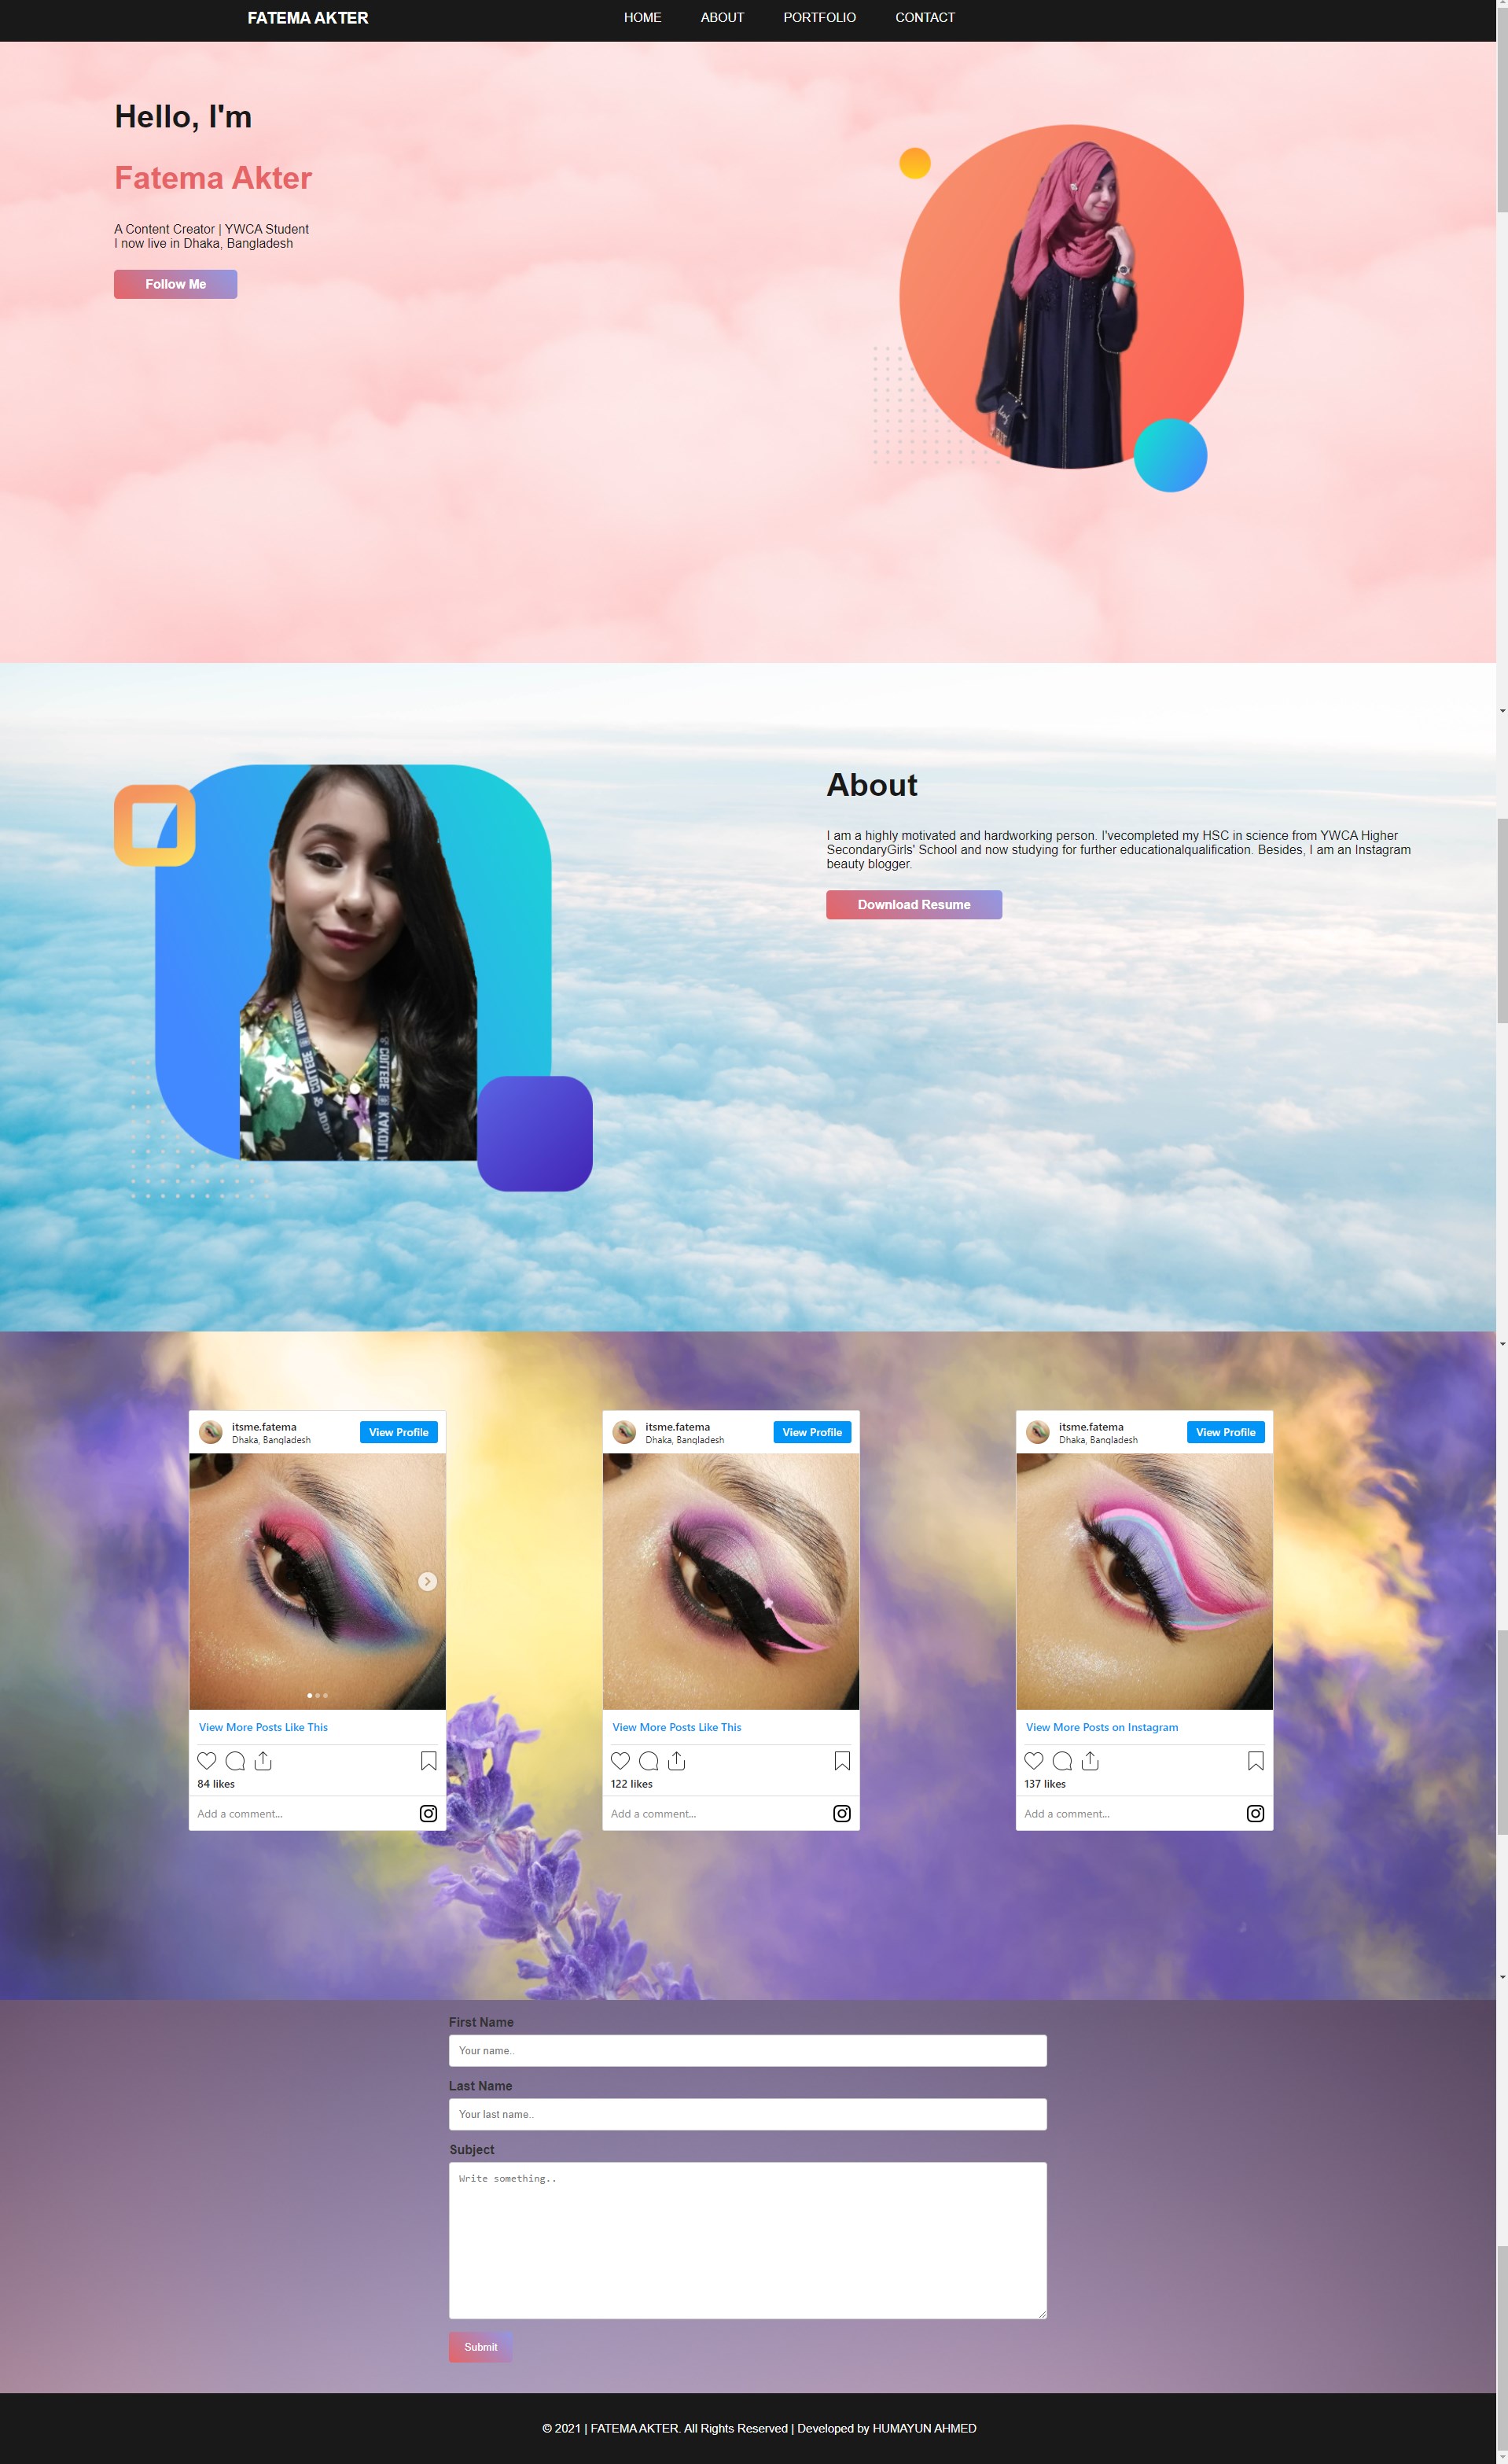 FATEMA AKTER
HOME ABOUT PORTFOLIO CONTACT
Hello, I'm
Fatema Akter
A Content Creator | YWCA Student
I now live in Dhaka, Bangladesh
Follow Me
About
I am a highly motivated and hardworking person. I'vecompleted my HSC in science from YWCA Higher
SecondaryGirls' School and now studying for further educationalqualification. Besides, I am an Instagram
beauty blogger.
Download Resume
itsme.fatema
Dhaka, Bangladesh
View Profile
View More Posts Like This
84 likes
Add a comment...
itsme.fatema
Dhaka, Bangladesh
View Profile
View More Posts Like This
122 likes
Add a comment...
itsme.fatema
Dhaka, Bangladesh
View Profile
View More Posts on Instagram
137 likes
Add a comment...
First Name
Your name..
Last Name
Your last name..
Subject
Write something..
Submit
© 2021 | FATEMA AKTER. All Rights Reserved | Developed by HUMAYUN AHMED